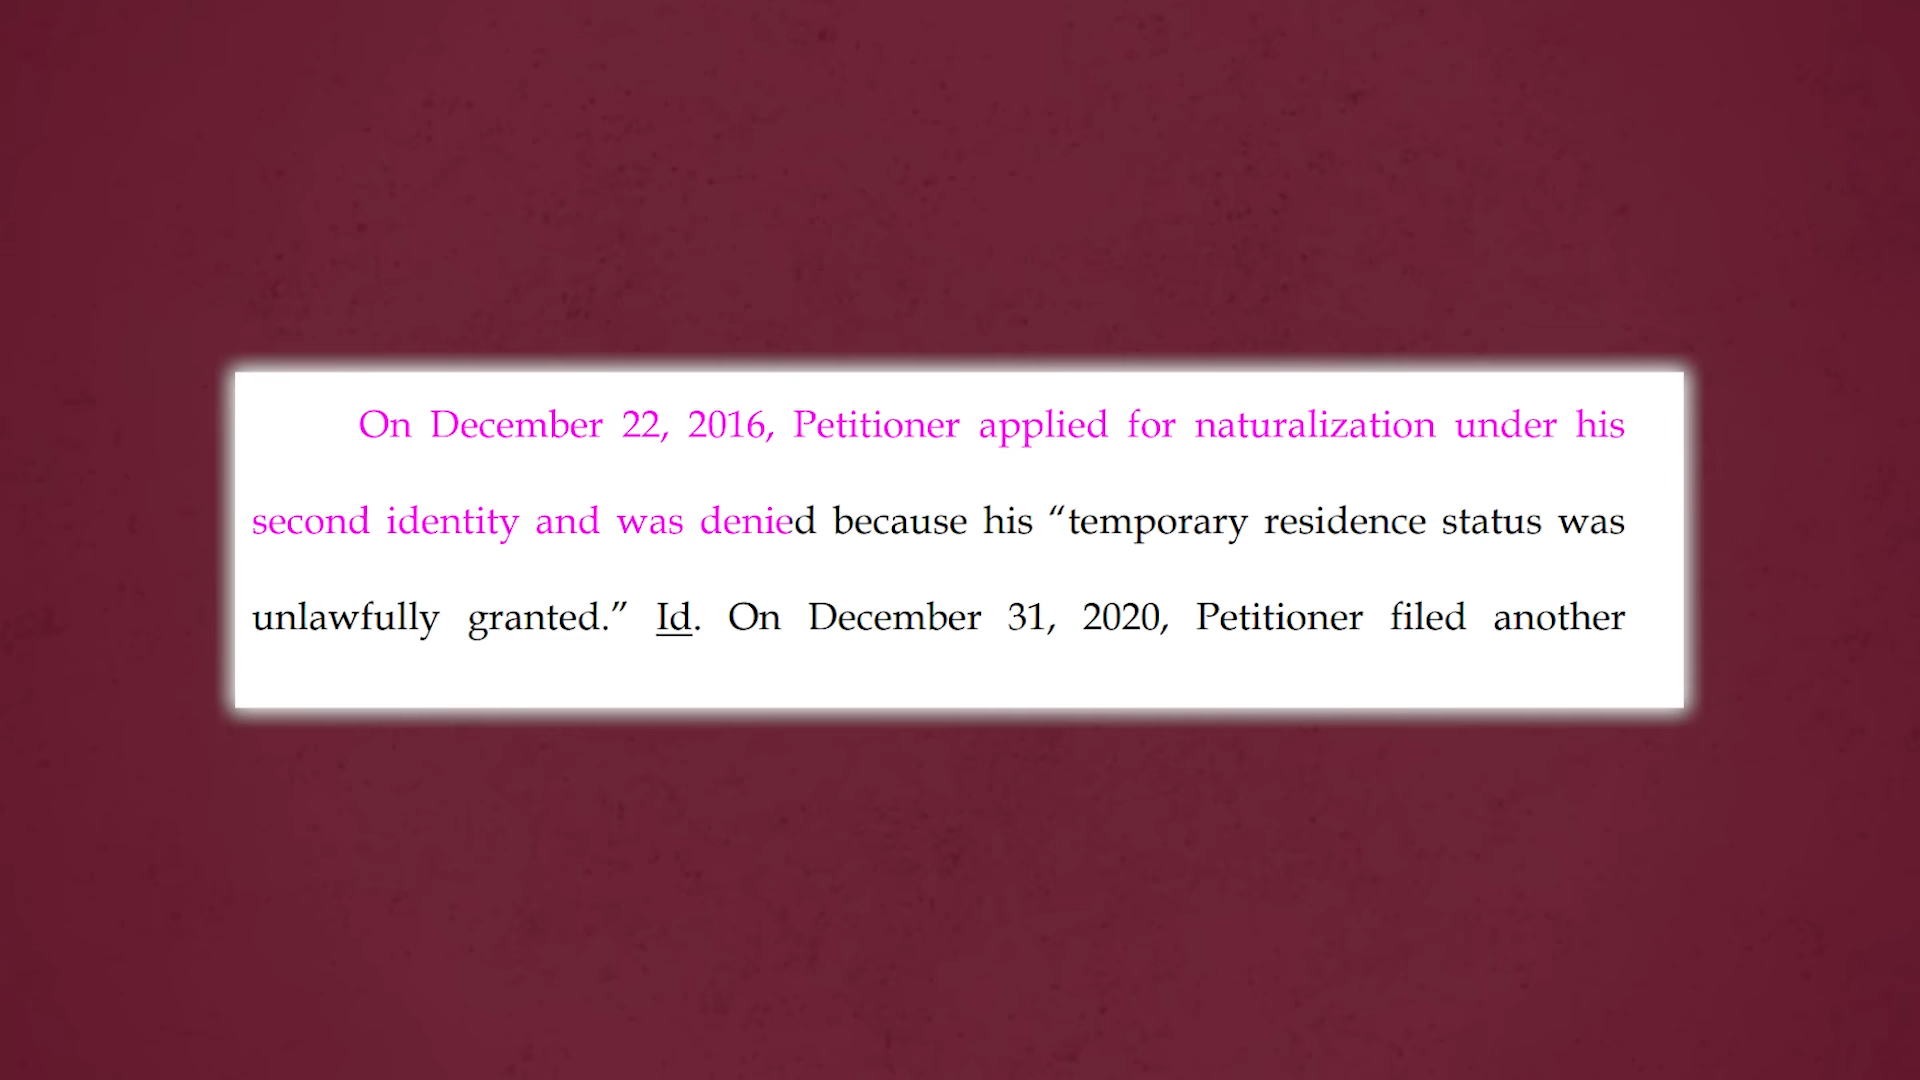 On December 22, 2016, Petitioner applied for naturalization under his
second identity and was denied because his “temporary residence status was
unlawfully granted.” Id. On December 31, 2020, Petitioner filed another